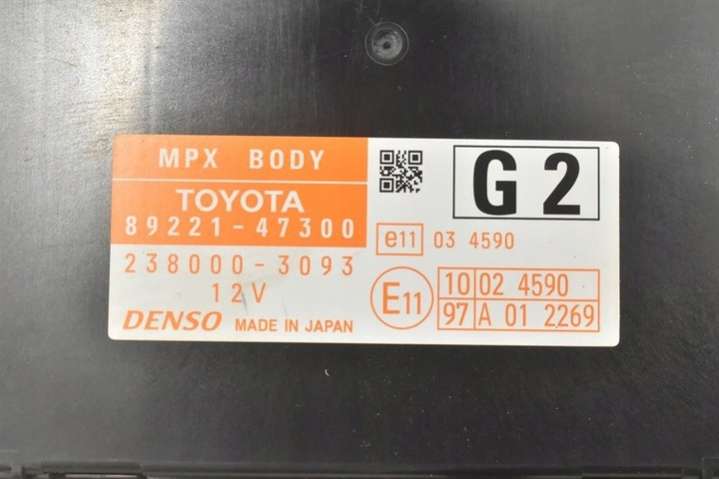 MPX BODY
TOYOTA
89221-47300
238000-3093
12V
DENSO MADE IN JAPAN
G2
e11 03 4590
E11
10 02 4590
97 A 01 2269